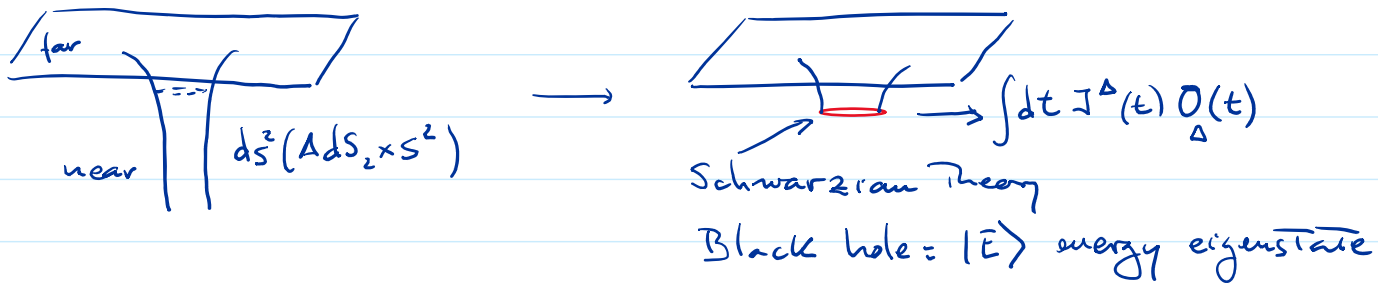 far
near
ds²(AdS₂×S²)
∫dt J^Δ(t) O_Δ(t)
Schwarzian Theory
Black hole = |E⟩ energy eigenstate